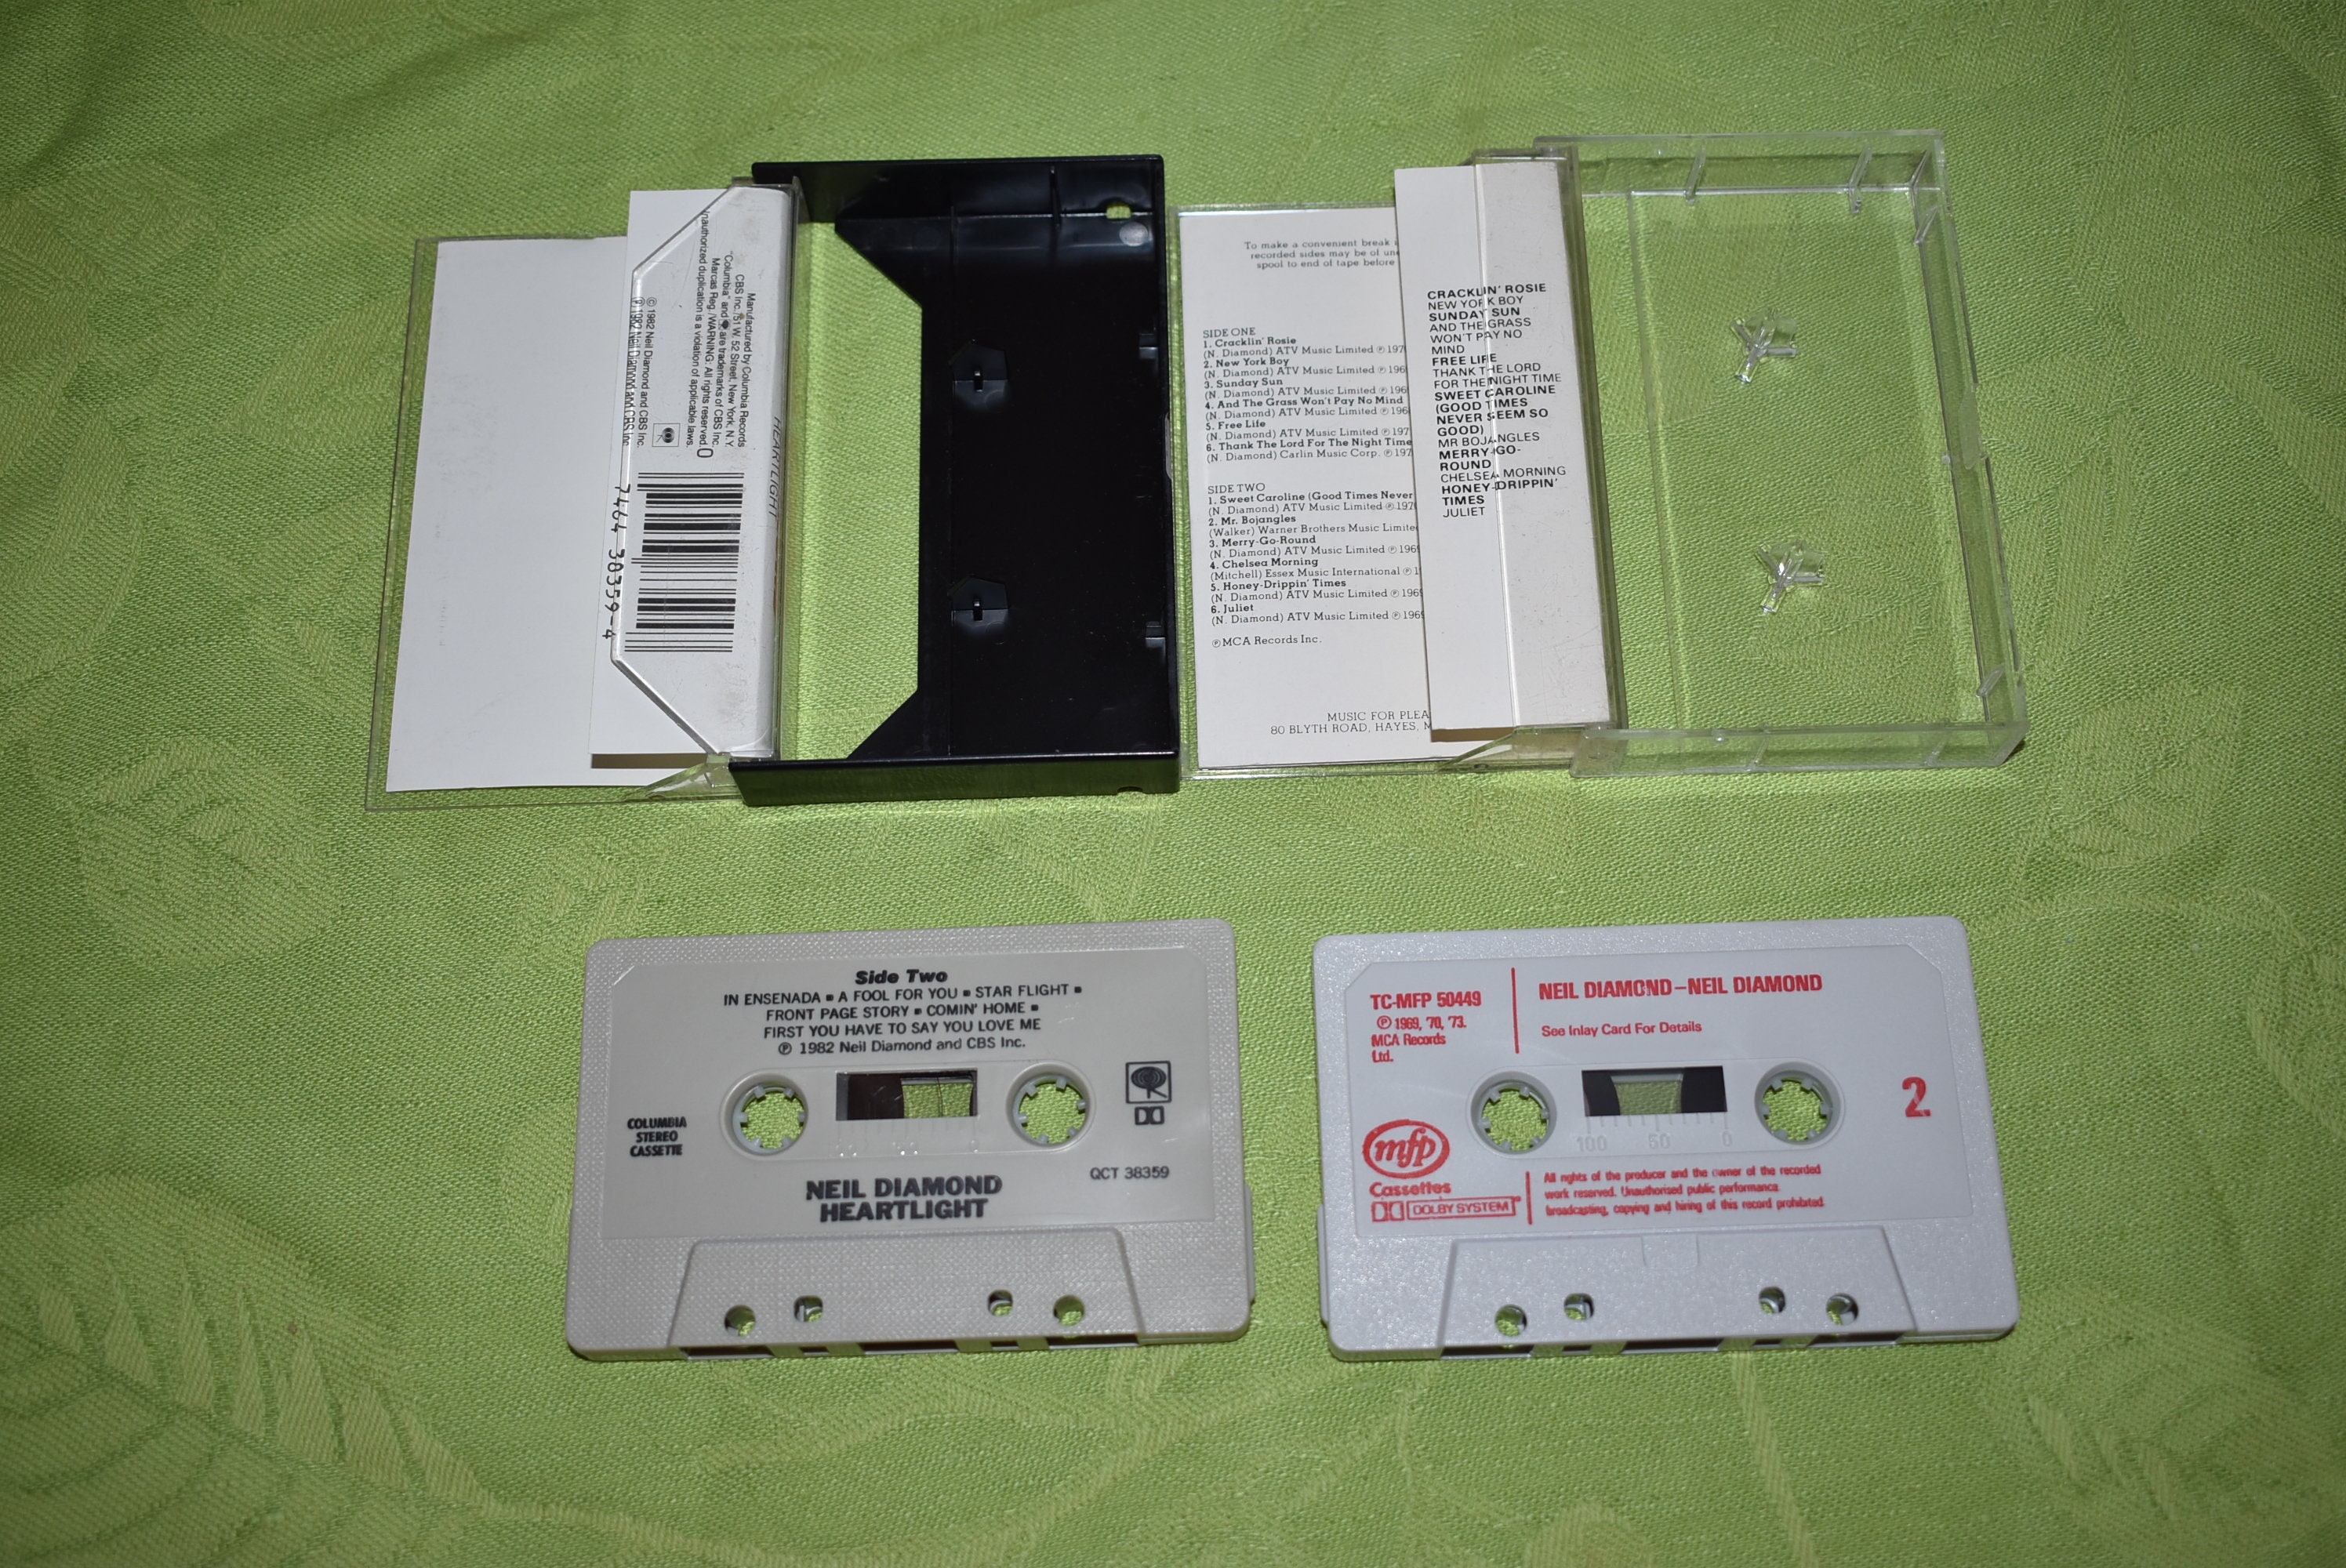 Manufactured by Columbia Records
CBS Inc./51 W. 52 Street, New York, N.Y.
"Columbia" and are trademarks of CBS Inc.
Marcas Reg./WARNING: All rights reserved.
Unauthorized duplication is a violation of applicable laws.
© 1982 Neil Diamond and CBS Inc.
℗ 1982 Neil Diamond and CBS Inc.
0
7464 38359-4
HEARTLIGHT
To make a convenient break
recorded sides may be of
spool to end of tape before
SIDE ONE
1. Cracklin' Rosie
(N. Diamond) ATV Music Limited ℗ 197
2. New York Boy
(N. Diamond) ATV Music Limited ℗ 196
3. Sunday Sun
(N. Diamond) ATV Music Limited ℗ 196
4. And The Grass Won't Pay No Mind
(N. Diamond) ATV Music Limited ℗ 196
5. Free Life
(N. Diamond) ATV Music Limited ℗ 197
6. Thank The Lord For The Night Time
(N. Diamond) Carlin Music Corp. ℗ 197
SIDE TWO
1. Sweet Caroline (Good Times Never
(N. Diamond) ATV Music Limited ℗ 197
2. Mr. Bojangles
(Walker) Warner Brothers Music Limite
3. Merry-Go-Round
(N. Diamond) ATV Music Limited ℗ 196
4. Chelsea Morning
(Mitchell) Essex Music International ℗ 1
5. Honey-Drippin' Times
(N. Diamond) ATV Music Limited ℗ 196
6. Juliet
(N. Diamond) ATV Music Limited ℗ 1969
℗ MCA Records Inc.
MUSIC FOR PLEA
80 BLYTH ROAD, HAYES, M
CRACKLIN' ROSIE
NEW YORK BOY
SUNDAY SUN
AND THE GRASS
WON'T PAY NO
MIND
FREE LIFE
THANK THE LORD
FOR THE NIGHT TIME
SWEET CAROLINE
(GOOD TIMES
NEVER SEEM SO
GOOD)
MR BOJANGLES
MERRY-GO-
ROUND
CHELSEA MORNING
HONEY-DRIPPIN'
TIMES
JULIET
Side Two
IN ENSENADA ▪ A FOOL FOR YOU ▪ STAR FLIGHT ▪
FRONT PAGE STORY ▪ COMIN' HOME ▪
FIRST YOU HAVE TO SAY YOU LOVE ME
℗ 1982 Neil Diamond and CBS Inc.
COLUMBIA
STEREO
CASSETTE
QCT 38359
NEIL DIAMOND
HEARTLIGHT
TC-MFP 50449
℗ 1969, '70, '73.
MCA Records
Ltd.
NEIL DIAMOND–NEIL DIAMOND
See Inlay Card For Details
2
100 50 0
mfp
Cassettes
DOLBY SYSTEM
All rights of the producer and the owner of the recorded
work reserved. Unauthorised public performance
broadcasting, copying and hiring of this record prohibited